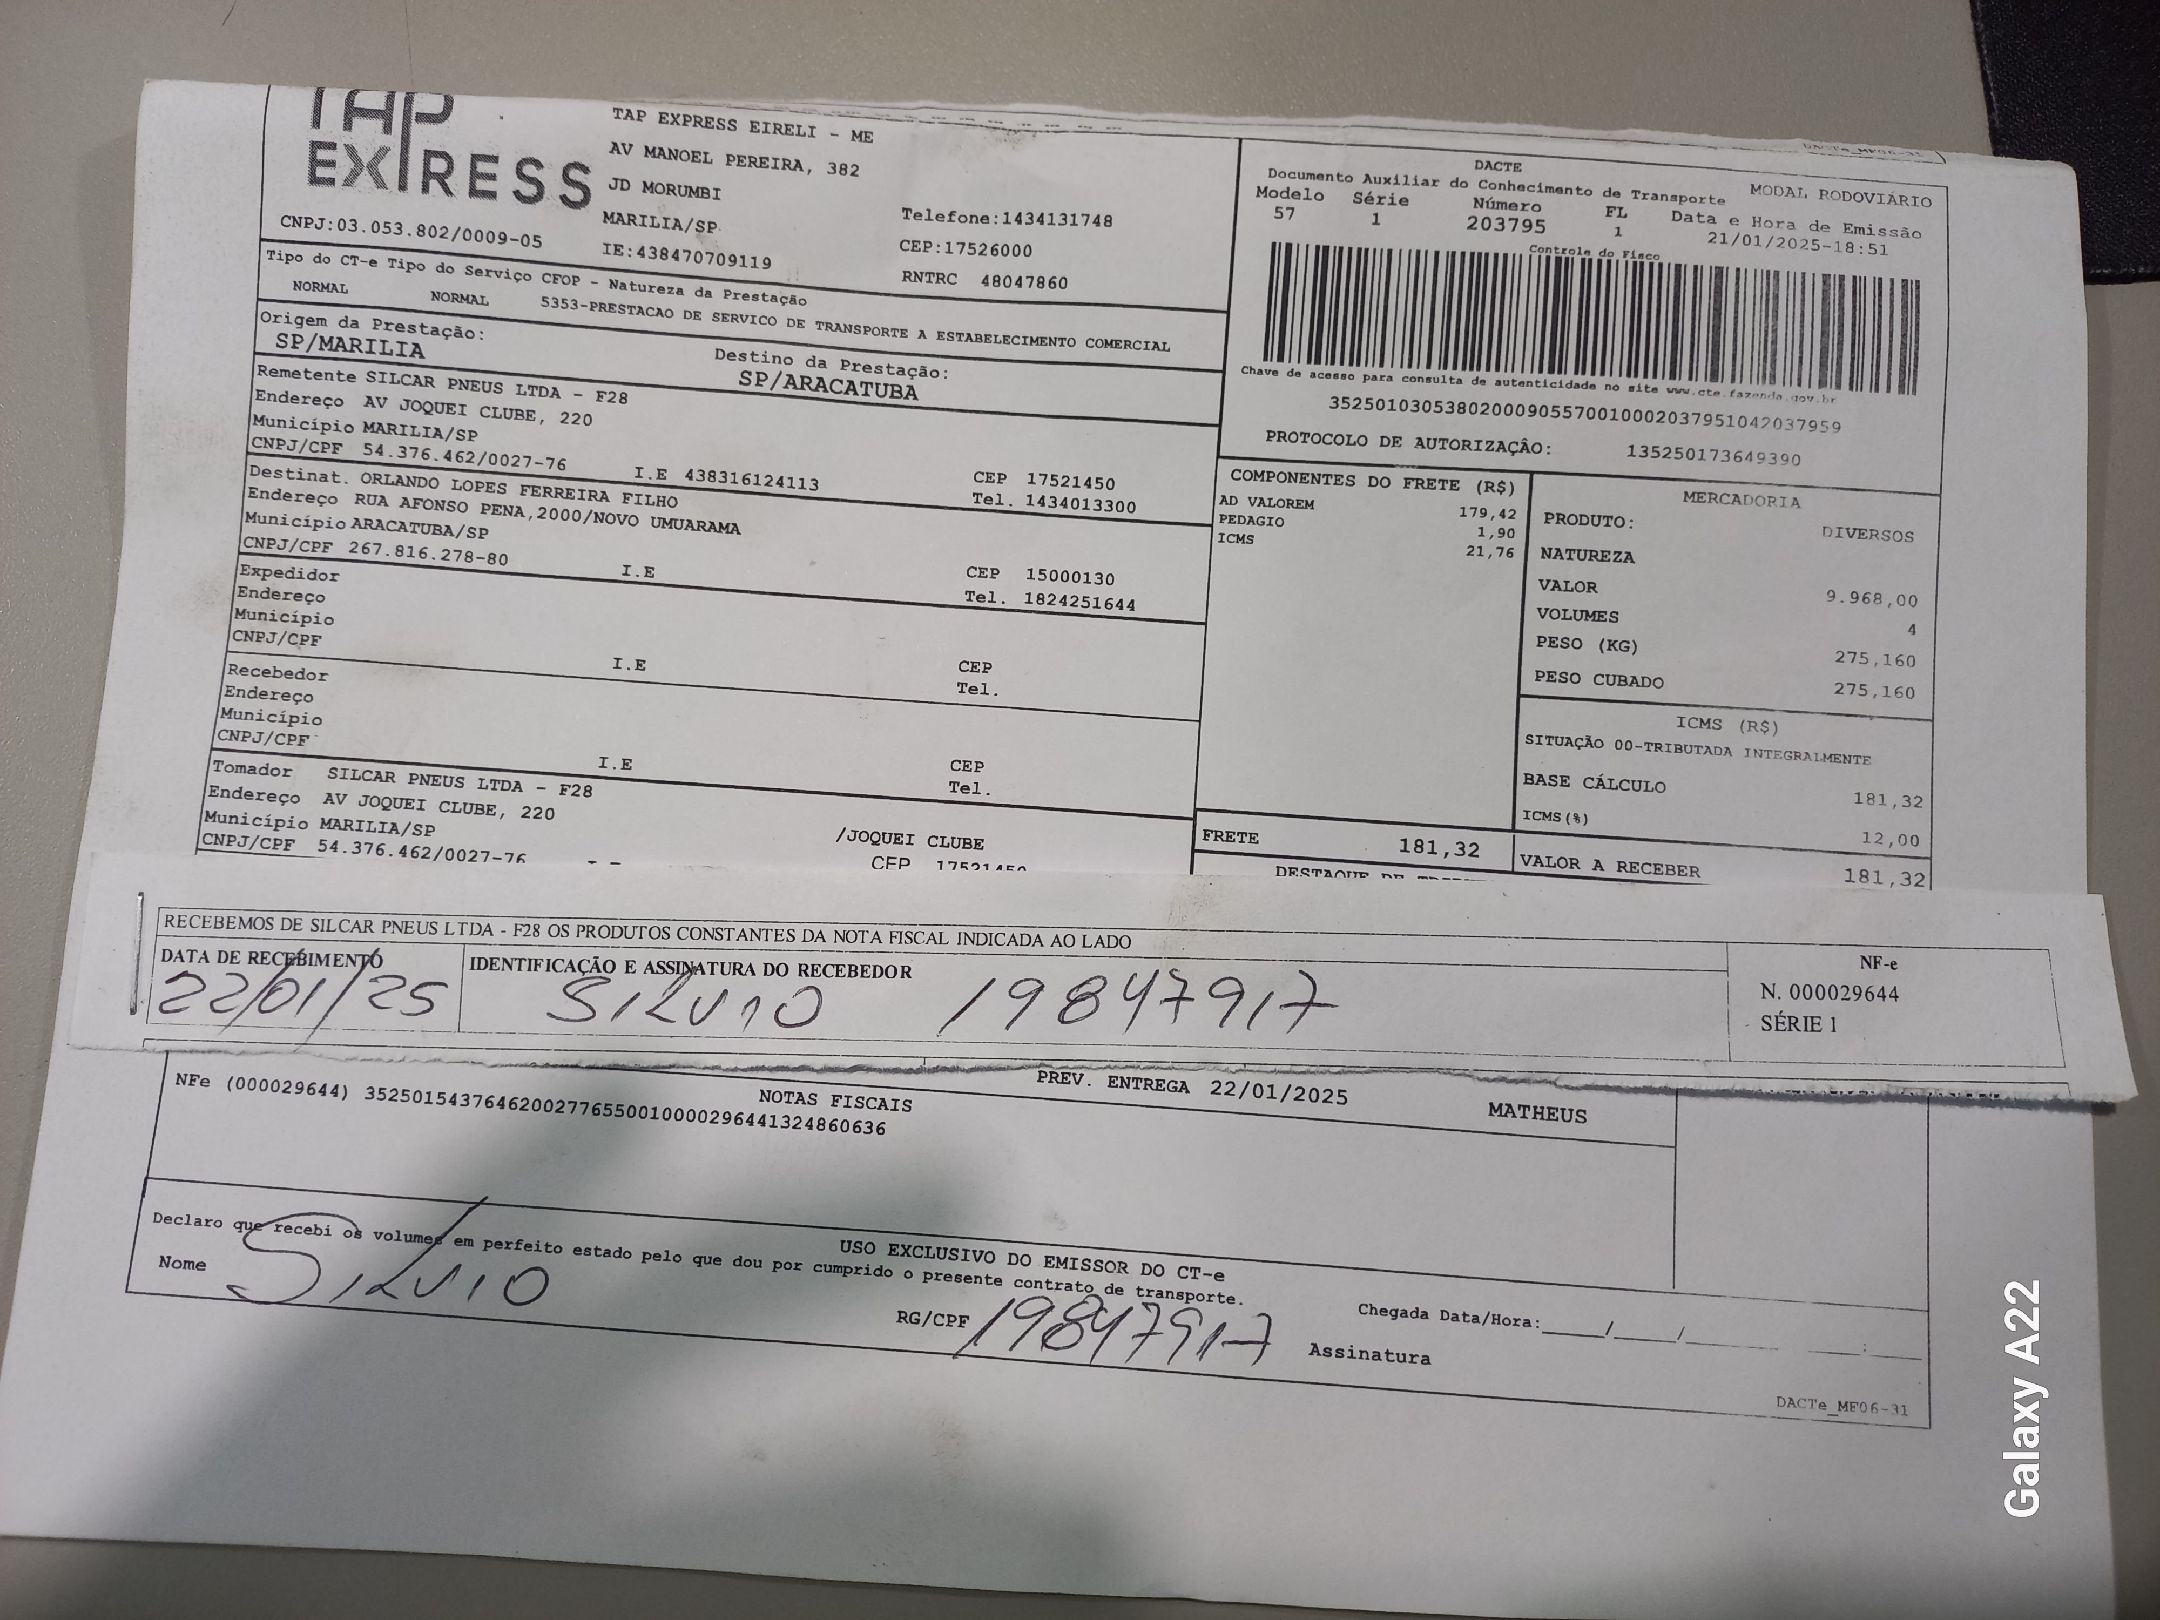 TAP
EXPRESS
TAP EXPRESS EIRELI - ME
AV MANOEL PEREIRA, 382
JD MORUMBI
MARILIA/SP
Telefone:1434131748
CNPJ:03.053.802/0009-05
IE:438470709119
CEP:17526000
RNTRC 48047860
DACTE
Documento Auxiliar do Conhecimento de Transporte
MODAL RODOVIÁRIO
Modelo Série Número FL Data e Hora de Emissão
57 1 203795 1 21/01/2025-18:51
Controle do Fisco
Chave de acesso para consulta de autenticidade no site www.cte.fazenda.gov.br
35250103053802000905570010002037951042037959
PROTOCOLO DE AUTORIZAÇÂO: 135250173649390
Tipo do CT-e Tipo do Serviço CFOP - Natureza da Prestação
NORMAL NORMAL 5353-PRESTACAO DE SERVICO DE TRANSPORTE A ESTABELECIMENTO COMERCIAL
Origem da Prestação:
SP/MARILIA
Destino da Prestação:
SP/ARACATUBA
Remetente SILCAR PNEUS LTDA - F28
Endereço AV JOQUEI CLUBE, 220
Município MARILIA/SP
CEP 17521450
CNPJ/CPF 54.376.462/0027-76 I.E 438316124113 Tel. 1434013300
Destinat. ORLANDO LOPES FERREIRA FILHO
Endereço RUA AFONSO PENA,2000/NOVO UMUARAMA
Município ARACATUBA/SP
CEP 15000130
CNPJ/CPF 267.816.278-80 I.E Tel. 1824251644
Expedidor
Endereço
Município
CEP
CNPJ/CPF I.E Tel.
Recebedor
Endereço
Município
CEP
CNPJ/CPF I.E Tel.
Tomador SILCAR PNEUS LTDA - F28
Endereço AV JOQUEI CLUBE, 220 /JOQUEI CLUBE
Município MARILIA/SP CEP 17521450
CNPJ/CPF 54.376.462/0027-76
COMPONENTES DO FRETE (R$)
AD VALOREM 179,42
PEDAGIO 1,90
ICMS 21,76
FRETE 181,32
MERCADORIA
PRODUTO: DIVERSOS
NATUREZA
VALOR 9.968,00
VOLUMES 4
PESO (KG) 275,160
PESO CUBADO 275,160
ICMS (R$)
SITUAÇÃO 00-TRIBUTADA INTEGRALMENTE
BASE CÁLCULO 181,32
ICMS(%) 12,00
VALOR A RECEBER 181,32
RECEBEMOS DE SILCAR PNEUS LTDA - F28 OS PRODUTOS CONSTANTES DA NOTA FISCAL INDICADA AO LADO
DATA DE RECEBIMENTO
22/01/25
IDENTIFICAÇÃO E ASSINATURA DO RECEBEDOR
SILVIO 19847917
NF-e
N. 000029644
SÉRIE 1
PREV. ENTREGA 22/01/2025
MATHEUS
NOTAS FISCAIS
NFe (000029644) 35250154376462002776550010000296441324860636
USO EXCLUSIVO DO EMISSOR DO CT-e
Declaro que recebi os volumes em perfeito estado pelo que dou por cumprido o presente contrato de transporte.
Nome SILVIO
RG/CPF 19847917
Chegada Data/Hora:____/____/____ ____:____
Assinatura
DACTe_MF06-31
Galaxy A22